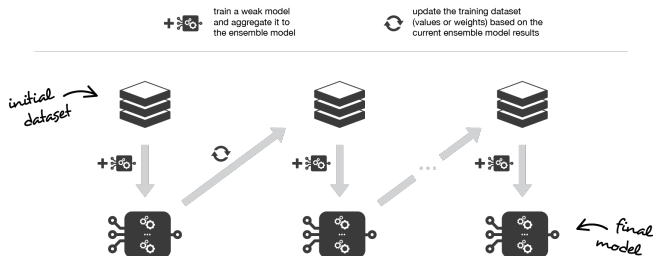 train a weak model
and aggregate it to
the ensemble model
update the training dataset
(values or weights) based on the
current ensemble model results
initial
dataset
final
model